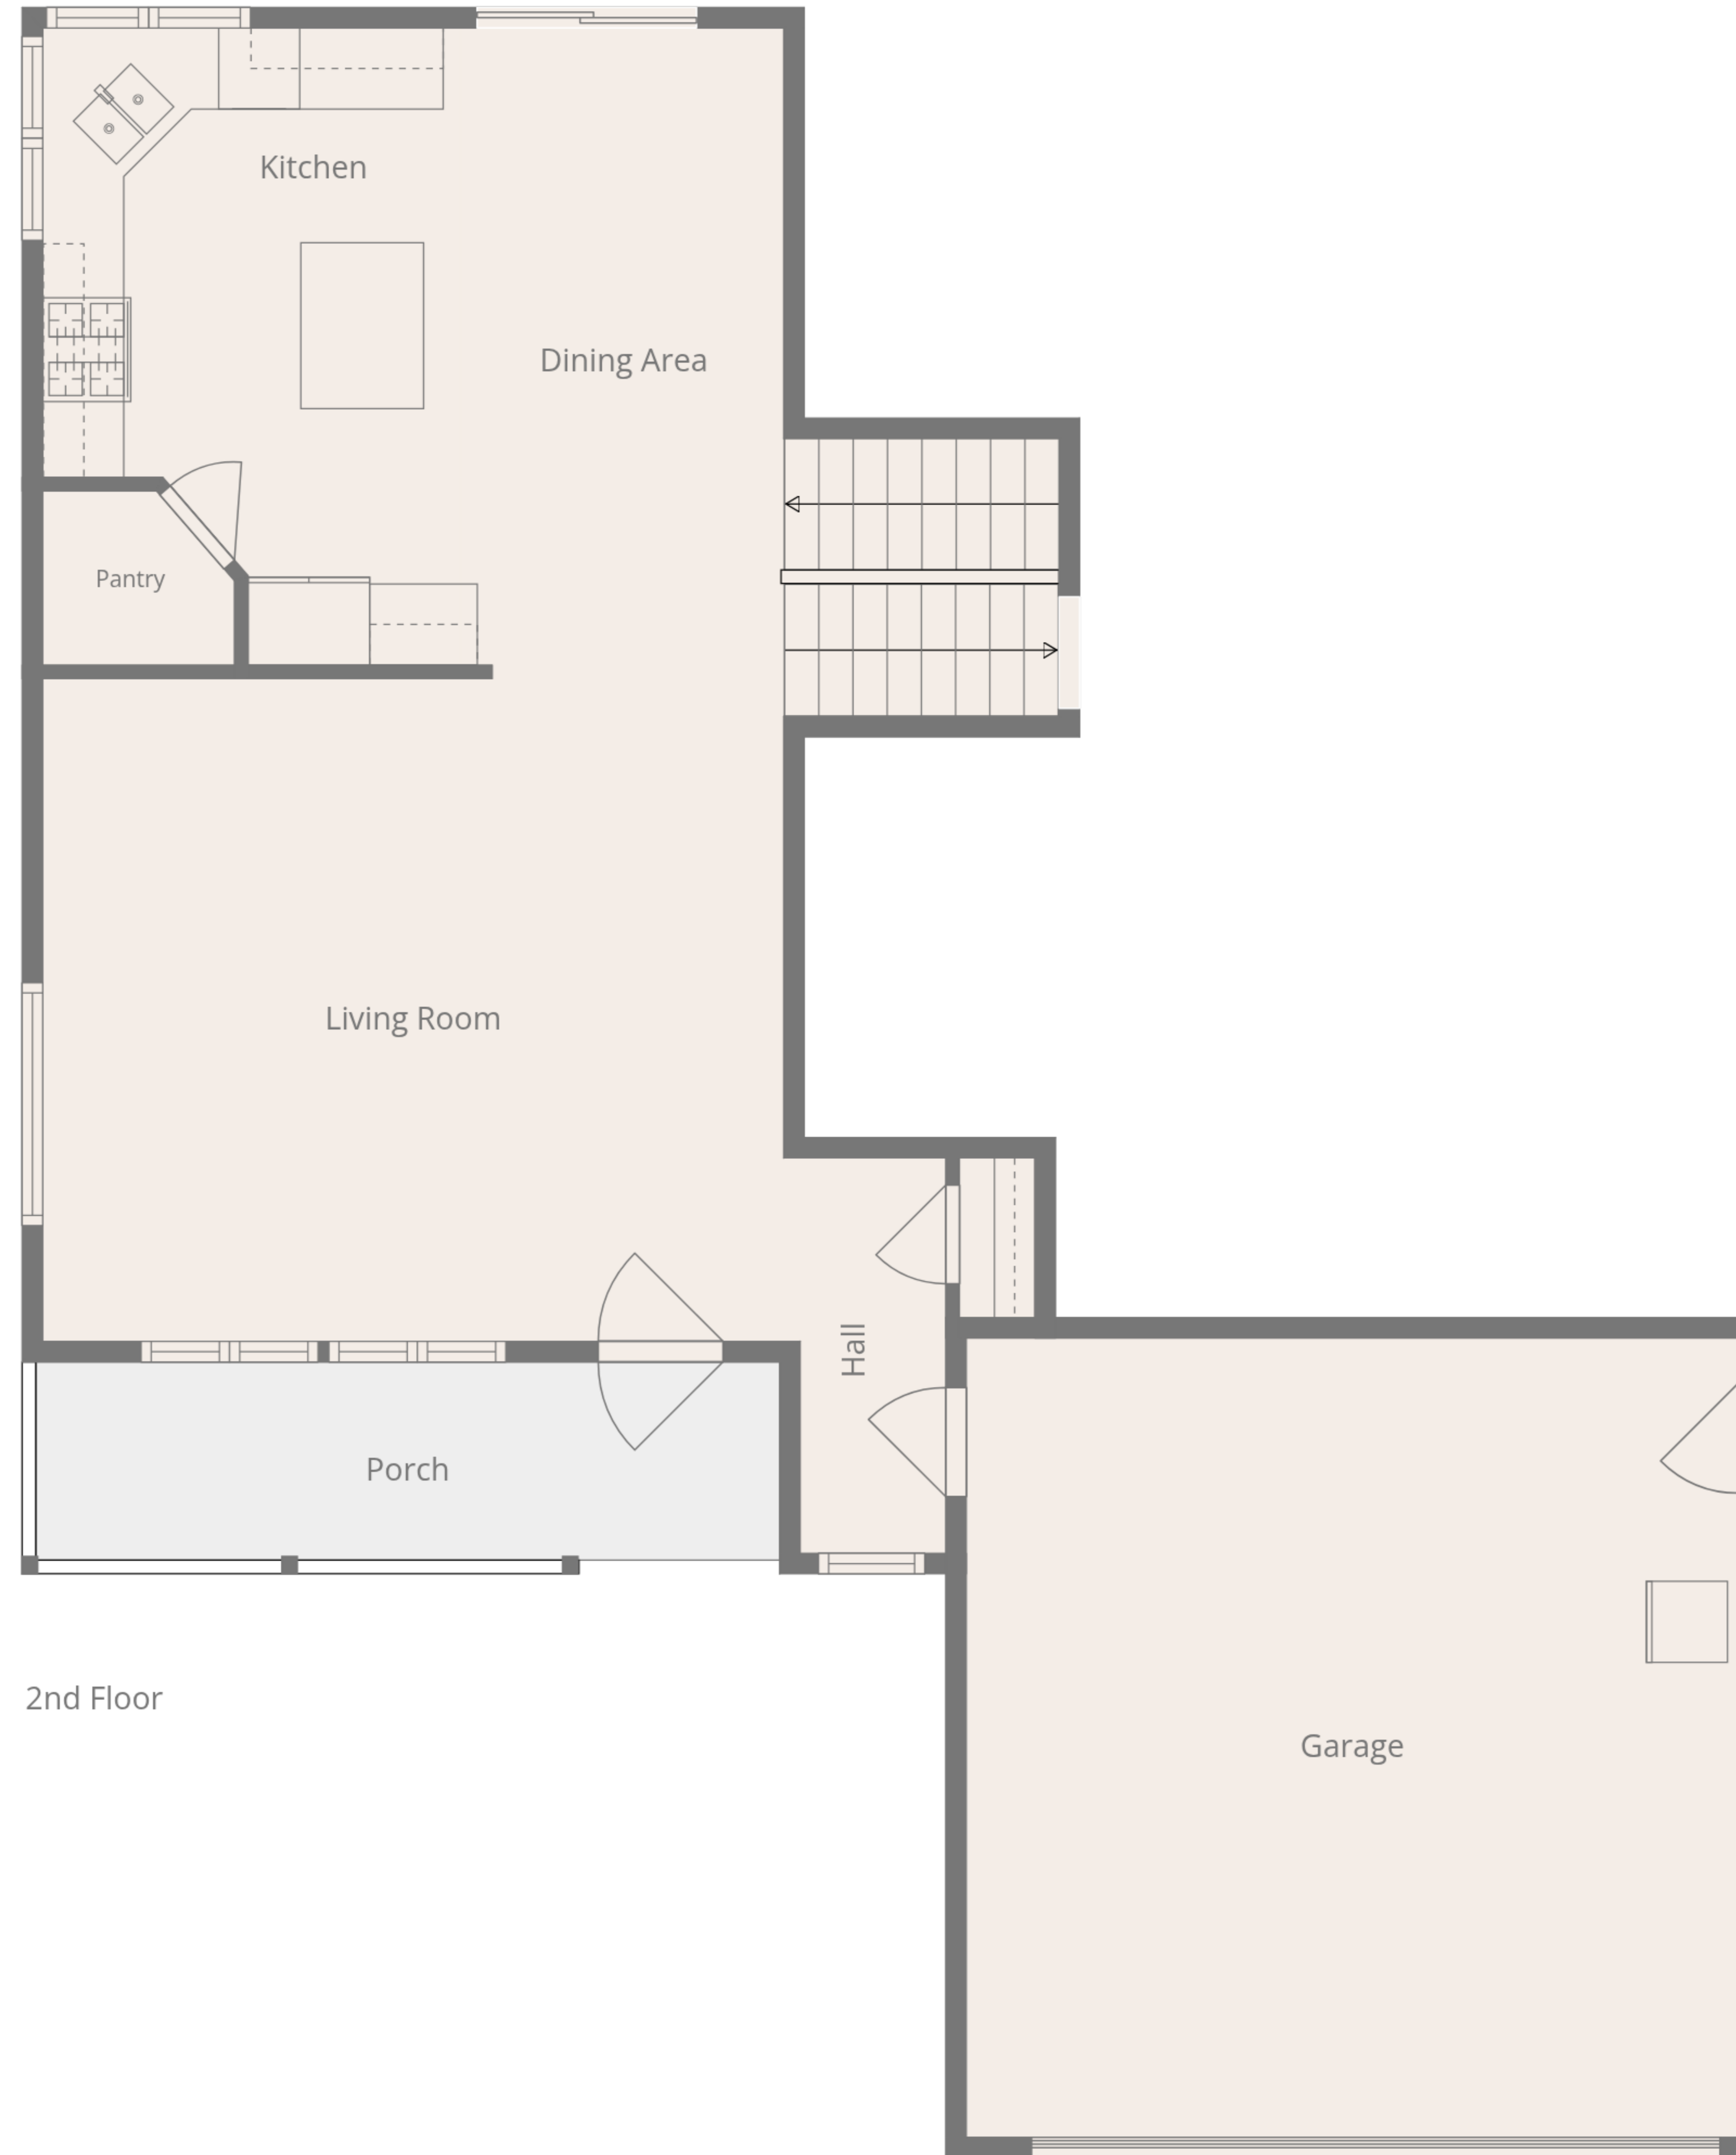 Kitchen
Dining Area
Pantry
Living Room
Hall
Porch
2nd Floor
Garage